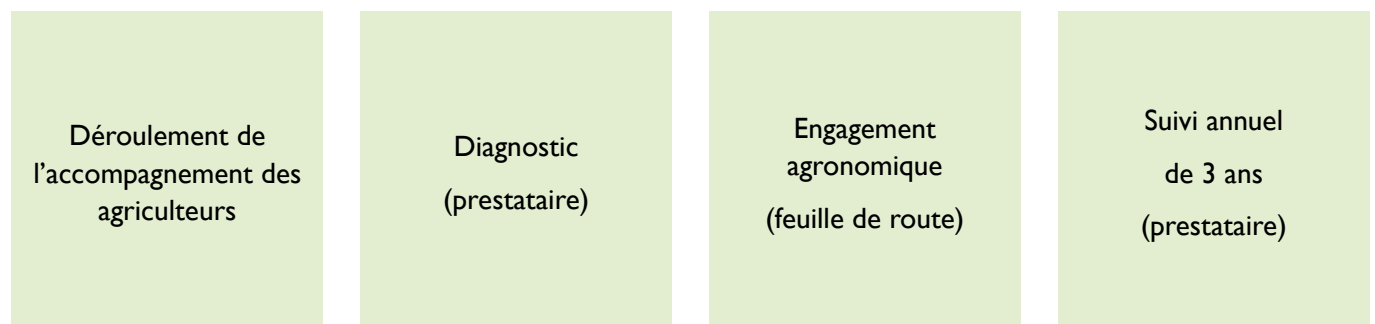 Déroulement de
l’accompagnement des
agriculteurs
Diagnostic
(prestataire)
Engagement
agronomique
(feuille de route)
Suivi annuel
de 3 ans
(prestataire)